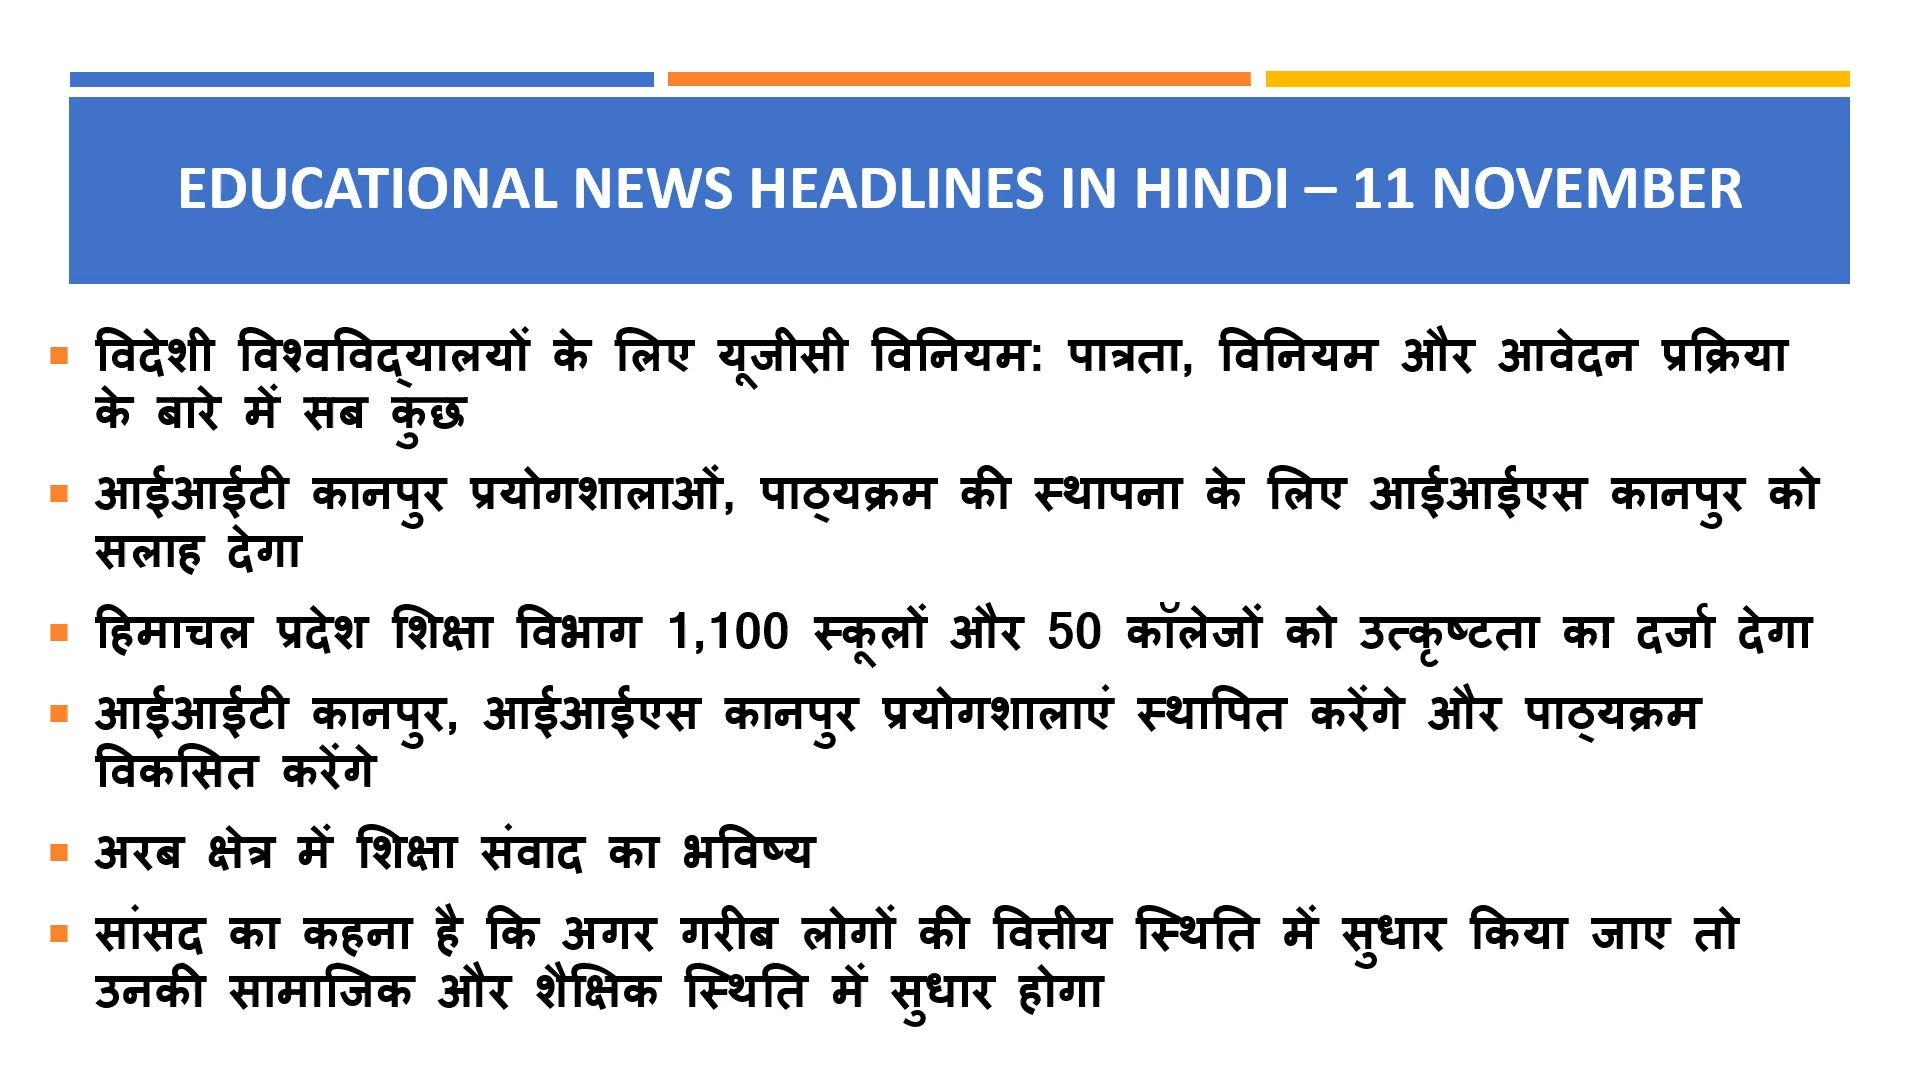 EDUCATIONAL NEWS HEADLINES IN HINDI – 11 NOVEMBER
विदेशी विश्वविद्यालयों के लिए यूजीसी विनियम: पात्रता, विनियम और आवेदन प्रक्रिया
के बारे में सब कुछ
आईआईटी कानपुर प्रयोगशालाओं, पाठ्यक्रम की स्थापना के लिए आईआईएस कानपुर को
सलाह देगा
हिमाचल प्रदेश शिक्षा विभाग 1,100 स्कूलों और 50 कॉलेजों को उत्कृष्टता का दर्जा देगा
आईआईटी कानपुर, आईआईएस कानपुर प्रयोगशालाएं स्थापित करेंगे और पाठ्यक्रम
विकसित करेंगे
अरब क्षेत्र में शिक्षा संवाद का भविष्य
सांसद का कहना है कि अगर गरीब लोगों की वित्तीय स्थिति में सुधार किया जाए तो
उनकी सामाजिक और शैक्षिक स्थिति में सुधार होगा